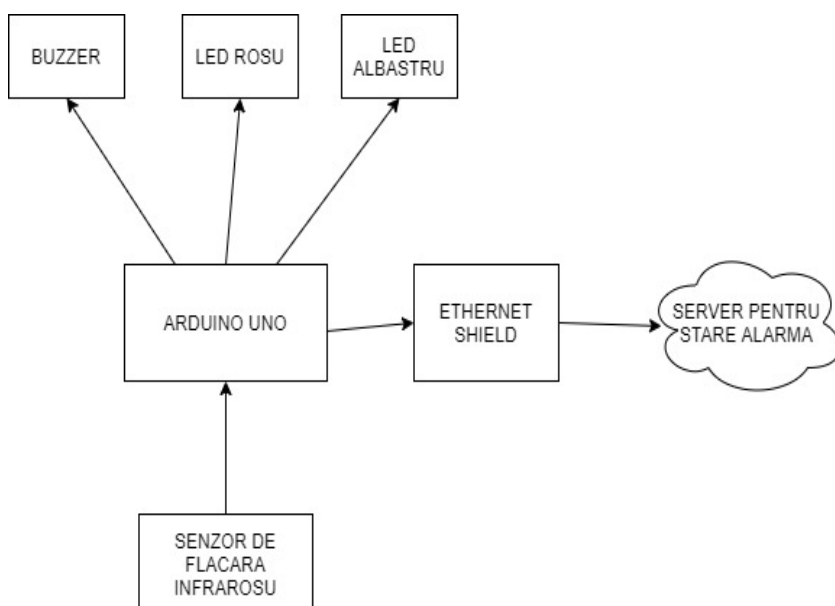 BUZZER
LED ROSU
LED
ALBASTRU
ARDUINO UNO
ETHERNET
SHIELD
SERVER PENTRU
STARE ALARMA
SENZOR DE
FLACARA
INFRAROSU